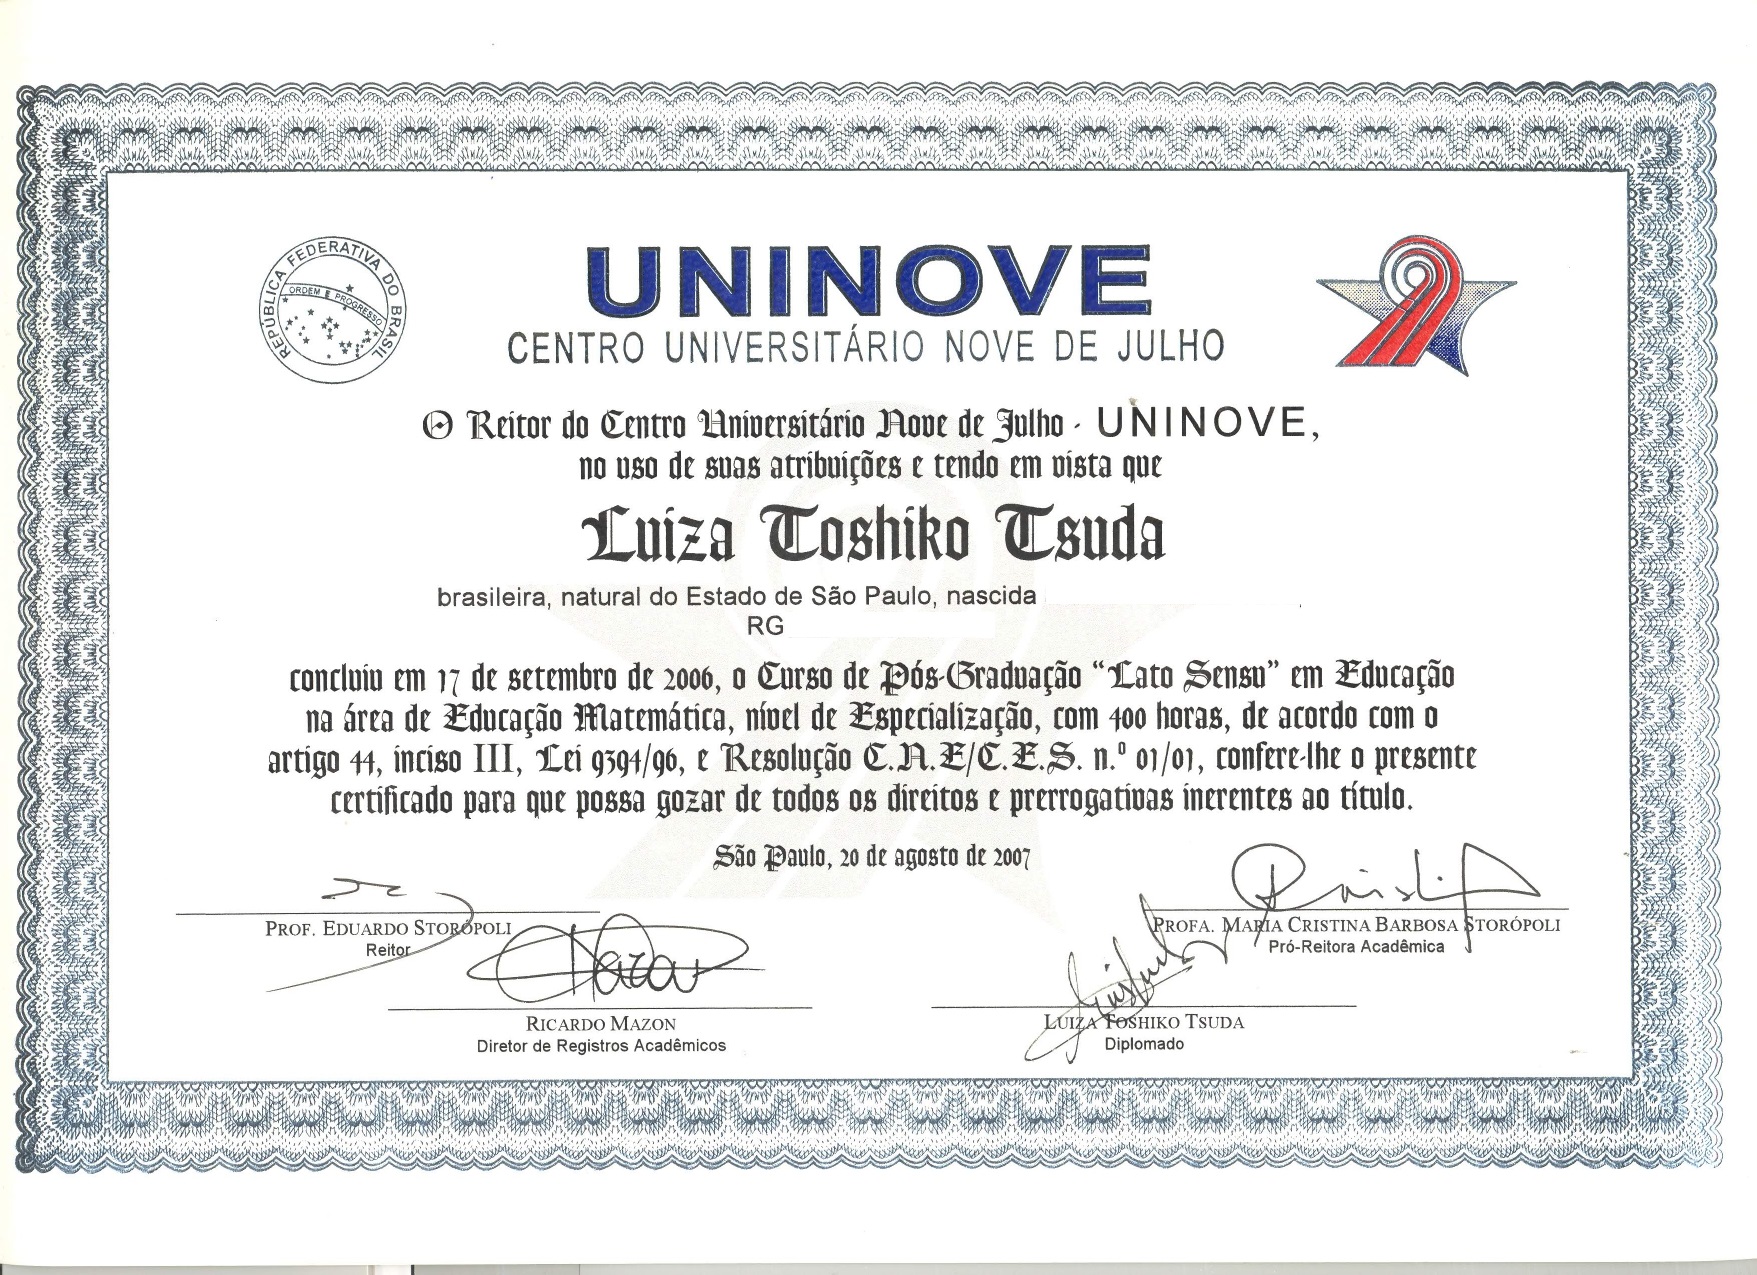 REPÚBLICA FEDERATIVA DO BRASIL
ORDEM E PROGRESSO
UNINOVE
CENTRO UNIVERSITÁRIO NOVE DE JULHO
O Reitor do Centro Universitário Nove de Julho - UNINOVE,
no uso de suas atribuições e tendo em vista que
Luiza Toshiko Tsuda
brasileira, natural do Estado de São Paulo, nascida
RG
concluiu em 17 de setembro de 2006, o Curso de Pós-Graduação “Lato Sensu” em Educação
na área de Educação Matemática, nível de Especialização, com 400 horas, de acordo com o
artigo 44, inciso III, Lei 9394/96, e Resolução C.N.E/C.E.S. n.º 01/01, confere-lhe o presente
certificado para que possa gozar de todos os direitos e prerrogativas inerentes ao título.
São Paulo, 20 de agosto de 2007
PROF. EDUARDO STORÓPOLI
Reitor
PROFA. MARIA CRISTINA BARBOSA STORÓPOLI
Pró-Reitora Acadêmica
RICARDO MAZON
Diretor de Registros Acadêmicos
LUIZA TOSHIKO TSUDA
Diplomado